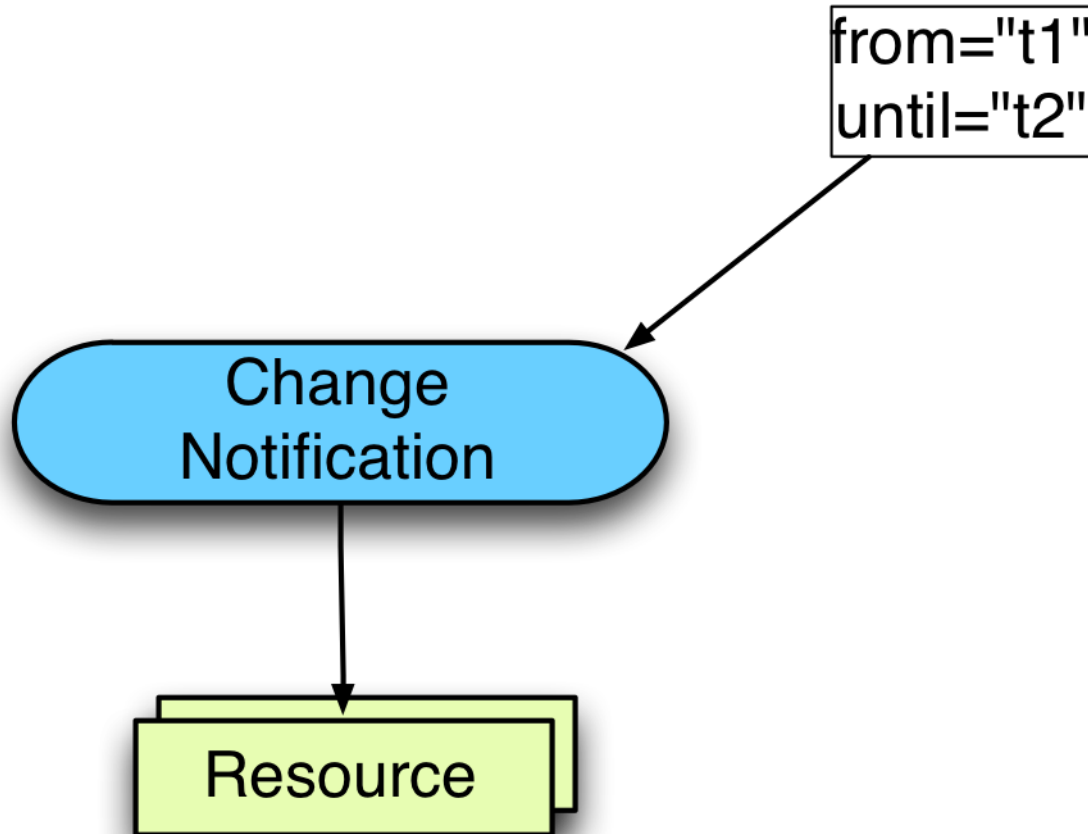 from="t1"
until="t2"
Change
Notification
Resource